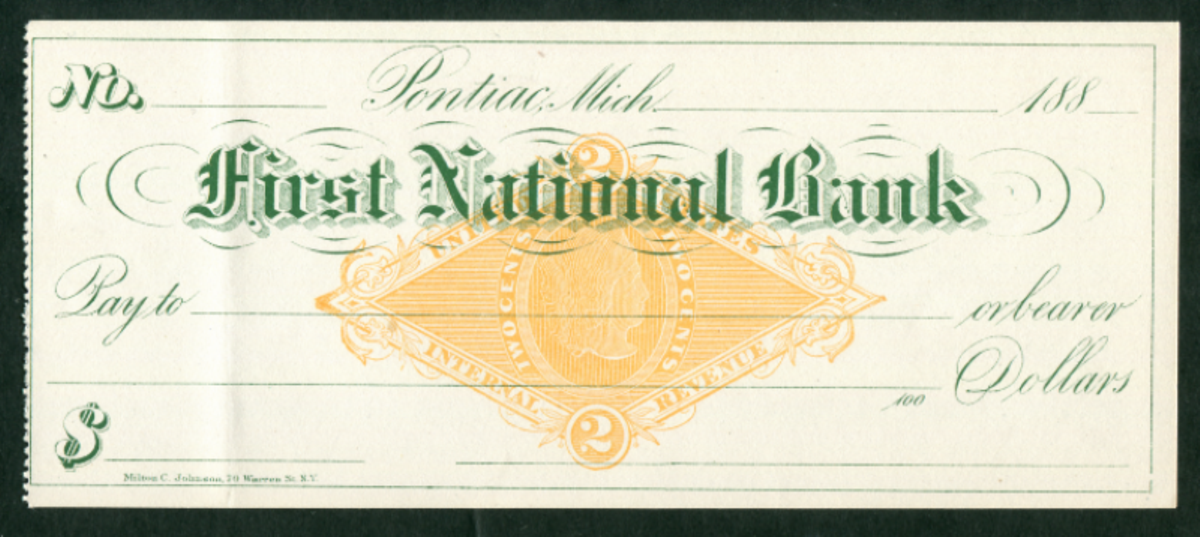 No. Pontiac, Mich. 188
2
First National Bank
UNITED STATES
TWO CENTS TWO CENTS
Pay to or bearer
INTERNAL REVENUE
100 Dollars
2
$
Milton C. Johnson, 70 Warren St. N.Y.